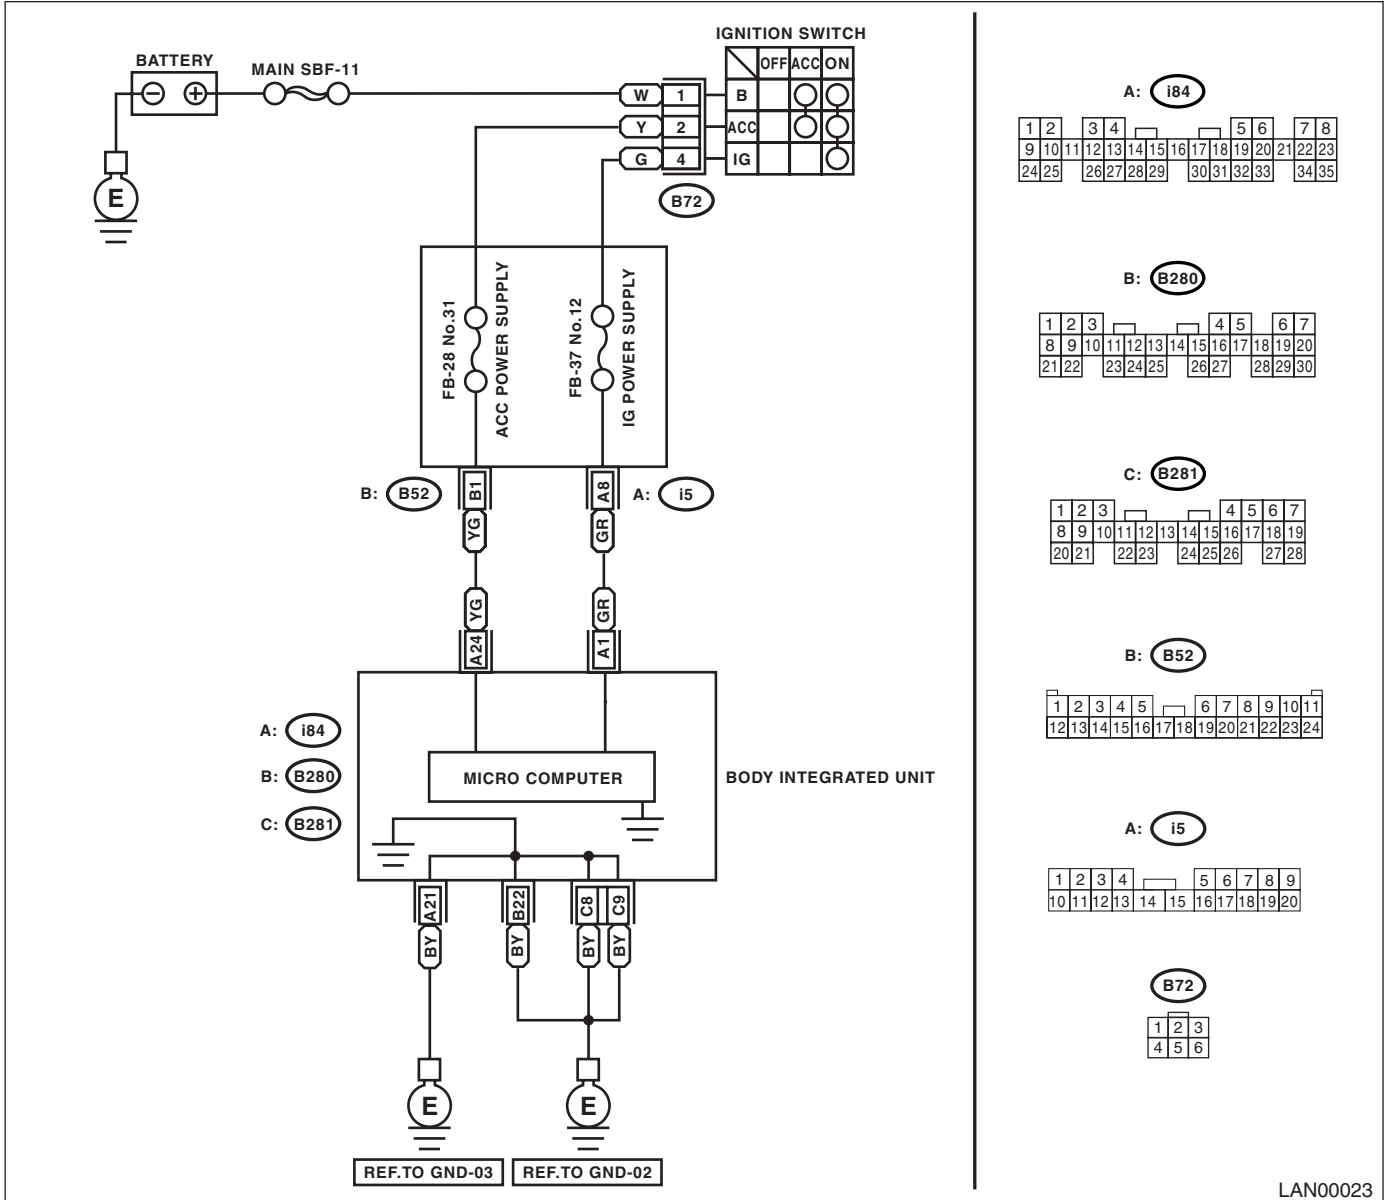 IGNITION SWITCH
BATTERY
MAIN SBF-11
OFF ACC ON
W 1 B
Y 2 ACC
G 4 IG
B72
E
FB-28 No.31
ACC POWER SUPPLY
FB-37 No.12
IG POWER SUPPLY
B: B52
B1
A8
A: i5
YG
GR
YG
GR
A24
A1
A: i84
B: B280
C: B281
MICRO COMPUTER
BODY INTEGRATED UNIT
A21
B22
C8
C9
BY
BY
BY
BY
E
E
REF.TO GND-03
REF.TO GND-02
A: i84
1 2 3 4 5 6 7 8
9 10 11 12 13 14 15 16 17 18 19 20 21 22 23
24 25 26 27 28 29 30 31 32 33 34 35
B: B280
1 2 3 4 5 6 7
8 9 10 11 12 13 14 15 16 17 18 19 20
21 22 23 24 25 26 27 28 29 30
C: B281
1 2 3 4 5 6 7
8 9 10 11 12 13 14 15 16 17 18 19
20 21 22 23 24 25 26 27 28
B: B52
1 2 3 4 5 6 7 8 9 10 11
12 13 14 15 16 17 18 19 20 21 22 23 24
A: i5
1 2 3 4 5 6 7 8 9
10 11 12 13 14 15 16 17 18 19 20
B72
1 2 3
4 5 6
LAN00023